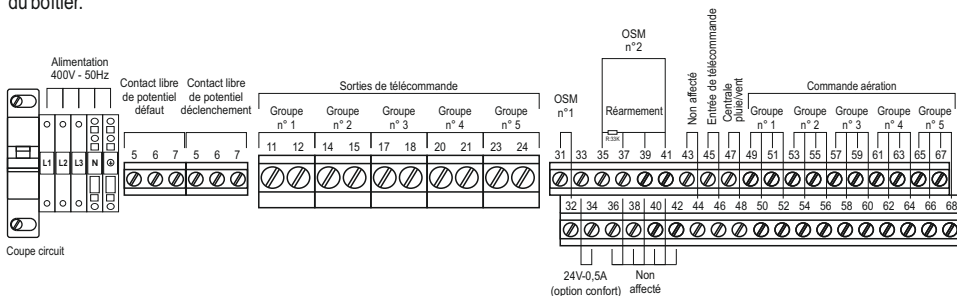 du boîtier.
Alimentation
400V - 50Hz
Contact libre
de potentiel
défaut
Contact libre
de potentiel
déclenchement
Sorties de télécommande
Groupe
n° 1
Groupe
n° 2
Groupe
n° 3
Groupe
n° 4
Groupe
n° 5
OSM
n°1
OSM
n°2
Réarmement
R:33K
Non affecté
Entrée de télécommande
Centrale
pluie/vent
Commande aération
Groupe
n° 1
Groupe
n° 2
Groupe
n° 3
Groupe
n° 4
Groupe
n° 5
L1 L2 L3 N
5 6 7 5 6 7
11 12 14 15 17 18 20 21 23 24
31 33 35 37 39 41 43 45 47 49 51 53 55 57 59 61 63 65 67
32 34 36 38 40 42 44 46 48 50 52 54 56 58 60 62 64 66 68
Coupe circuit
24V-0,5A
(option confort)
Non
affecté